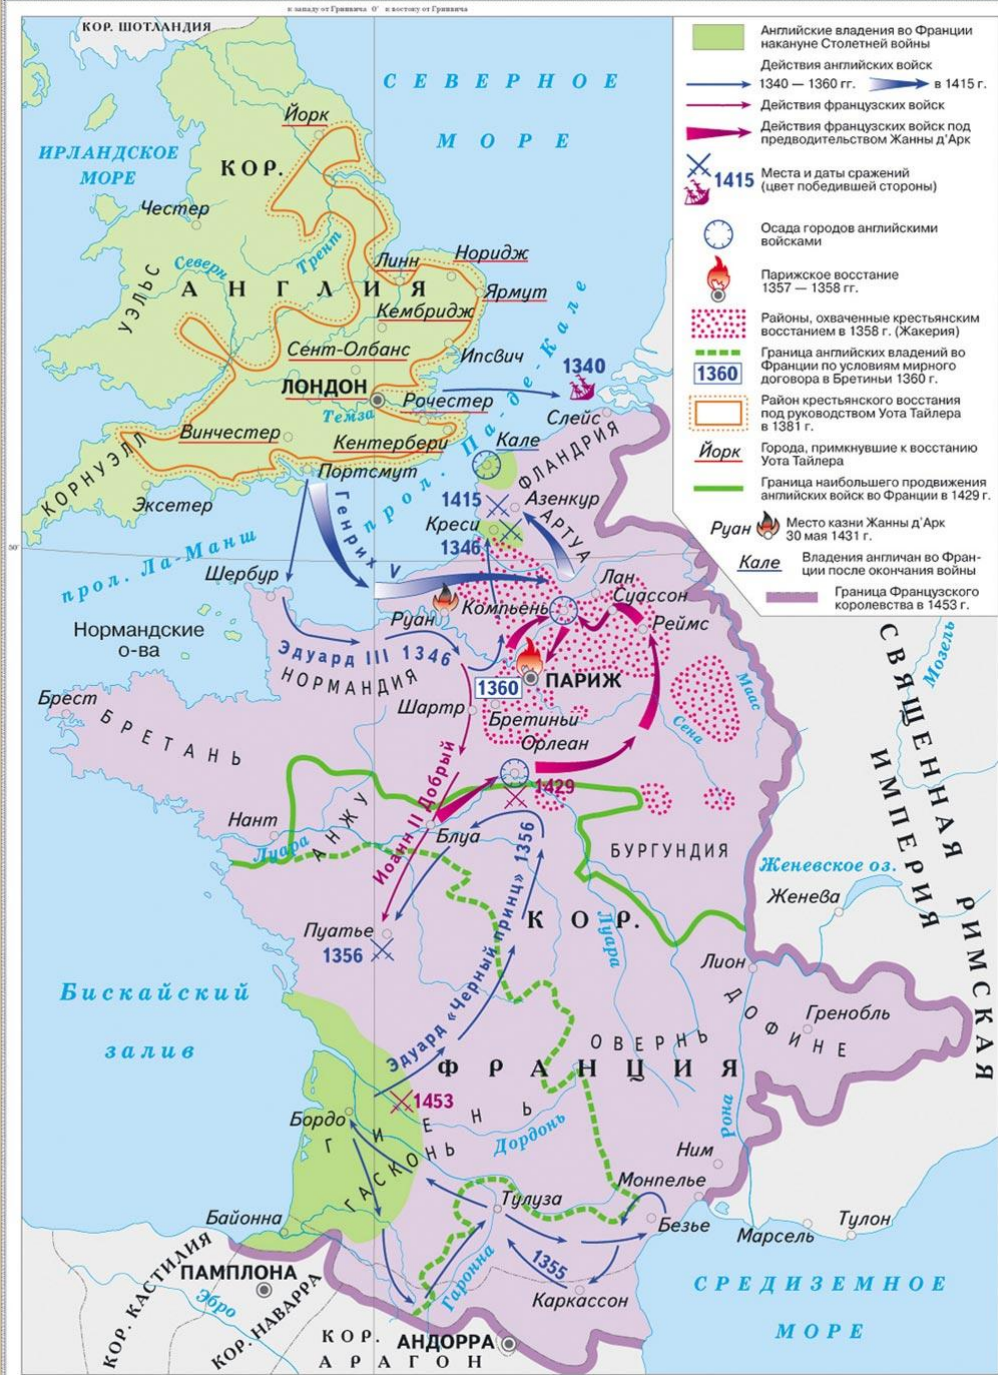 к западу от Гринвича 0° к востоку от Гринвича
КОР. ШОТЛАНДИЯ
СЕВЕРНОЕ
МОРЕ
ИРЛАНДСКОЕ
МОРЕ
Йорк
КОР.
АНГЛИЯ
Честер
УЭЛЬС
Северн
Трент
Линн
Норидж
Ярмут
Кембридж
Сент-Олбанс
Ипсвич
ЛОНДОН
Темза
Рочестер
1340
Слейс
Винчестер
Кентербери
Кале
прол. Па-де-Кале
ФЛАНДРИЯ
КОРНУЭЛЛ
Эксетер
Портсмут
Генрих V
1415
Азенкур
Креси
1346
АРТУА
50°
прол. Ла-Манш
Шербур
Нормандские
о-ва
Руан
Компьень
Лан
Суассон
Реймс
Эдуард III 1346
НОРМАНДИЯ
1360
ПАРИЖ
Маас
Мозель
Брест
БРЕТАНЬ
Шартр
Бретиньи
Сена
Орлеан
1429
Иоанн II Добрый
Нант
Луара
АНЖУ
Блуа
БУРГУНДИЯ
Женевское оз.
Женева
СВЯЩЕННАЯ РИМСКАЯ
ИМПЕРИЯ
Пуатье
1356
Эдуард «Черный принц» 1356
КОР.
ФРАНЦИЯ
Луара
Лион
ДОФИНЕ
Гренобль
Бискайский
залив
ОВЕРНЬ
1453
Бордо
ГИЕНЬ
ГАСКОНЬ
Дордонь
Рона
Ним
Монпелье
Тулуза
Безье
Марсель
Тулон
Байонна
Гаронна
1355
Каркассон
КОР. КАСТИЛИЯ
ПАМПЛОНА
Эбро
КОР. НАВАРРА
КОР.
АРАГОН
АНДОРРА
СРЕДИЗЕМНОЕ
МОРЕ
Английские владения во Франции
накануне Столетней войны
Действия английских войск
1340 — 1360 гг. в 1415 г.
Действия французских войск
Действия французских войск под
предводительством Жанны д'Арк
1415 Места и даты сражений
(цвет победившей стороны)
Осада городов английскими
войсками
Парижское восстание
1357 — 1358 гг.
Районы, охваченные крестьянским
восстанием в 1358 г. (Жакерия)
Граница английских владений во
Франции по условиям мирного
договора в Бретиньи 1360 г.
1360
Район крестьянского восстания
под руководством Уота Тайлера
в 1381 г.
Йорк Города, примкнувшие к восстанию
Уота Тайлера
Граница наибольшего продвижения
английских войск во Франции в 1429 г.
Руан Место казни Жанны д'Арк
30 мая 1431 г.
Кале Владения англичан во Фран-
ции после окончания войны
Граница Французского
королевства в 1453 г.